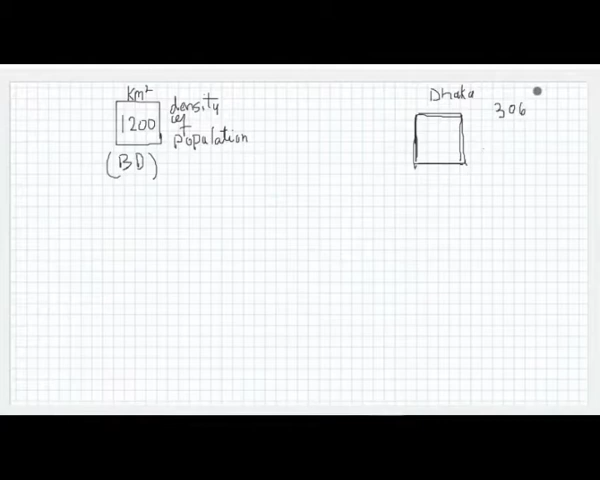 Km²
1200
density
of
population
(BD)
Dhaka
306